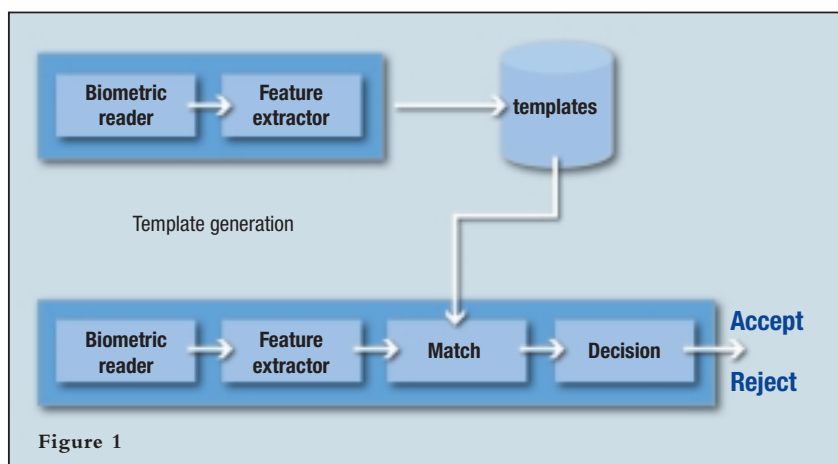 Biometric
reader
Feature
extractor
templates
Template generation
Biometric
reader
Feature
extractor
Match
Decision
Accept
Reject
Figure 1